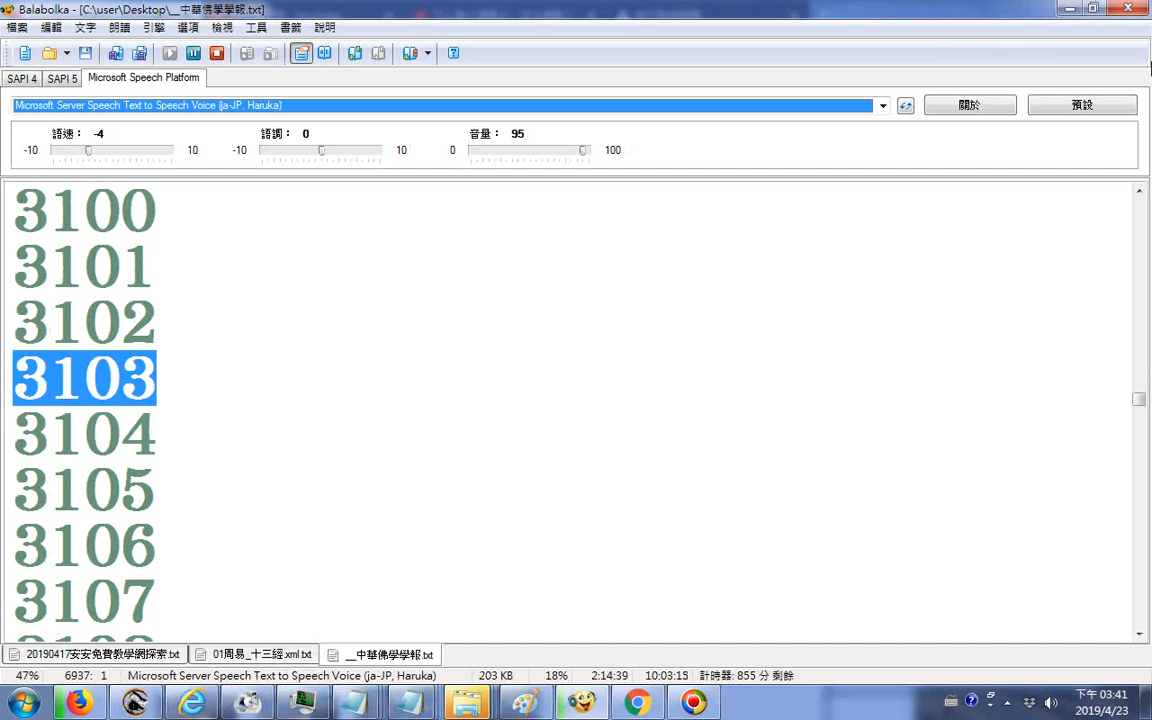 Balabolka - [C:\user\Desktop\__中華佛學學報.txt]
檔案 編輯 文字 朗讀 引擎 選項 檢視 工具 書籤 說明
SAPI 4 SAPI 5 Microsoft Speech Platform
Microsoft Server Speech Text to Speech Voice (ja-JP, Haruka) 關於 預設
語速： -4 語調： 0 音量： 95
-10 10 -10 10 0 100
3100
3101
3102
3103
3104
3105
3106
3107
20190417安安免費教學網探索.txt 01周易_十三經.xml.txt __中華佛學學報.txt
47% 6937: 1 Microsoft Server Speech Text to Speech Voice (ja-JP, Haruka) 203 KB 18% 2:14:39 10:03:15 計時器: 855 分 剩餘
下午 03:41
2019/4/23